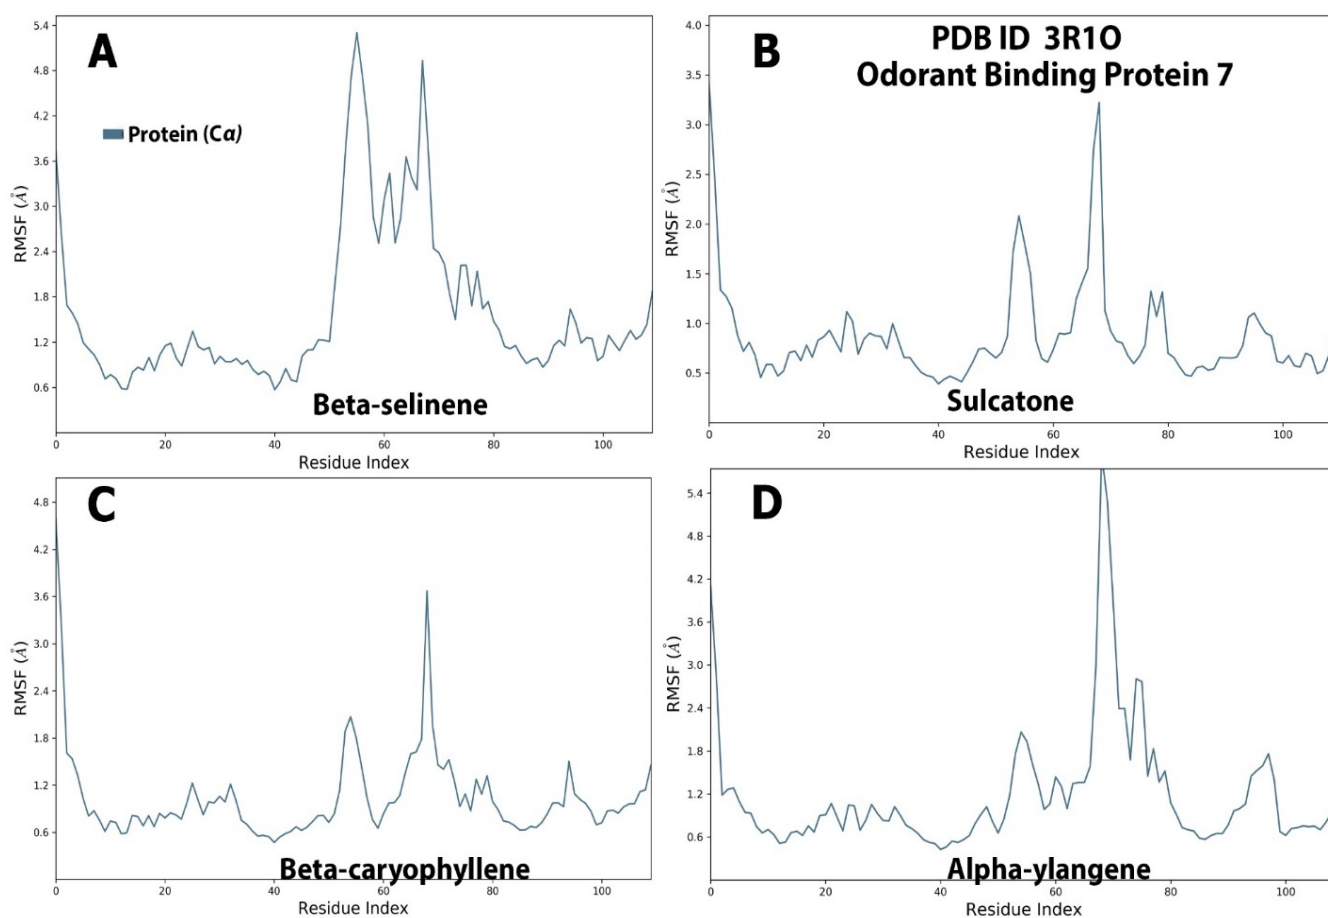 A
Protein (Cα)
RMSF (Å)
5.4
4.8
4.2
3.6
3.0
2.4
1.8
1.2
0.6
0 20 40 60 80 100
Residue Index
Beta-selinene
B
PDB ID 3R1O
Odorant Binding Protein 7
RMSF (Å)
4.0
3.5
3.0
2.5
2.0
1.5
1.0
0.5
0 20 40 60 80 100
Residue Index
Sulcatone
C
RMSF (Å)
4.8
4.2
3.6
3.0
2.4
1.8
1.2
0.6
0 20 40 60 80 100
Residue Index
Beta-caryophyllene
D
RMSF (Å)
5.4
4.8
4.2
3.6
3.0
2.4
1.8
1.2
0.6
0 20 40 60 80 100
Residue Index
Alpha-ylangene